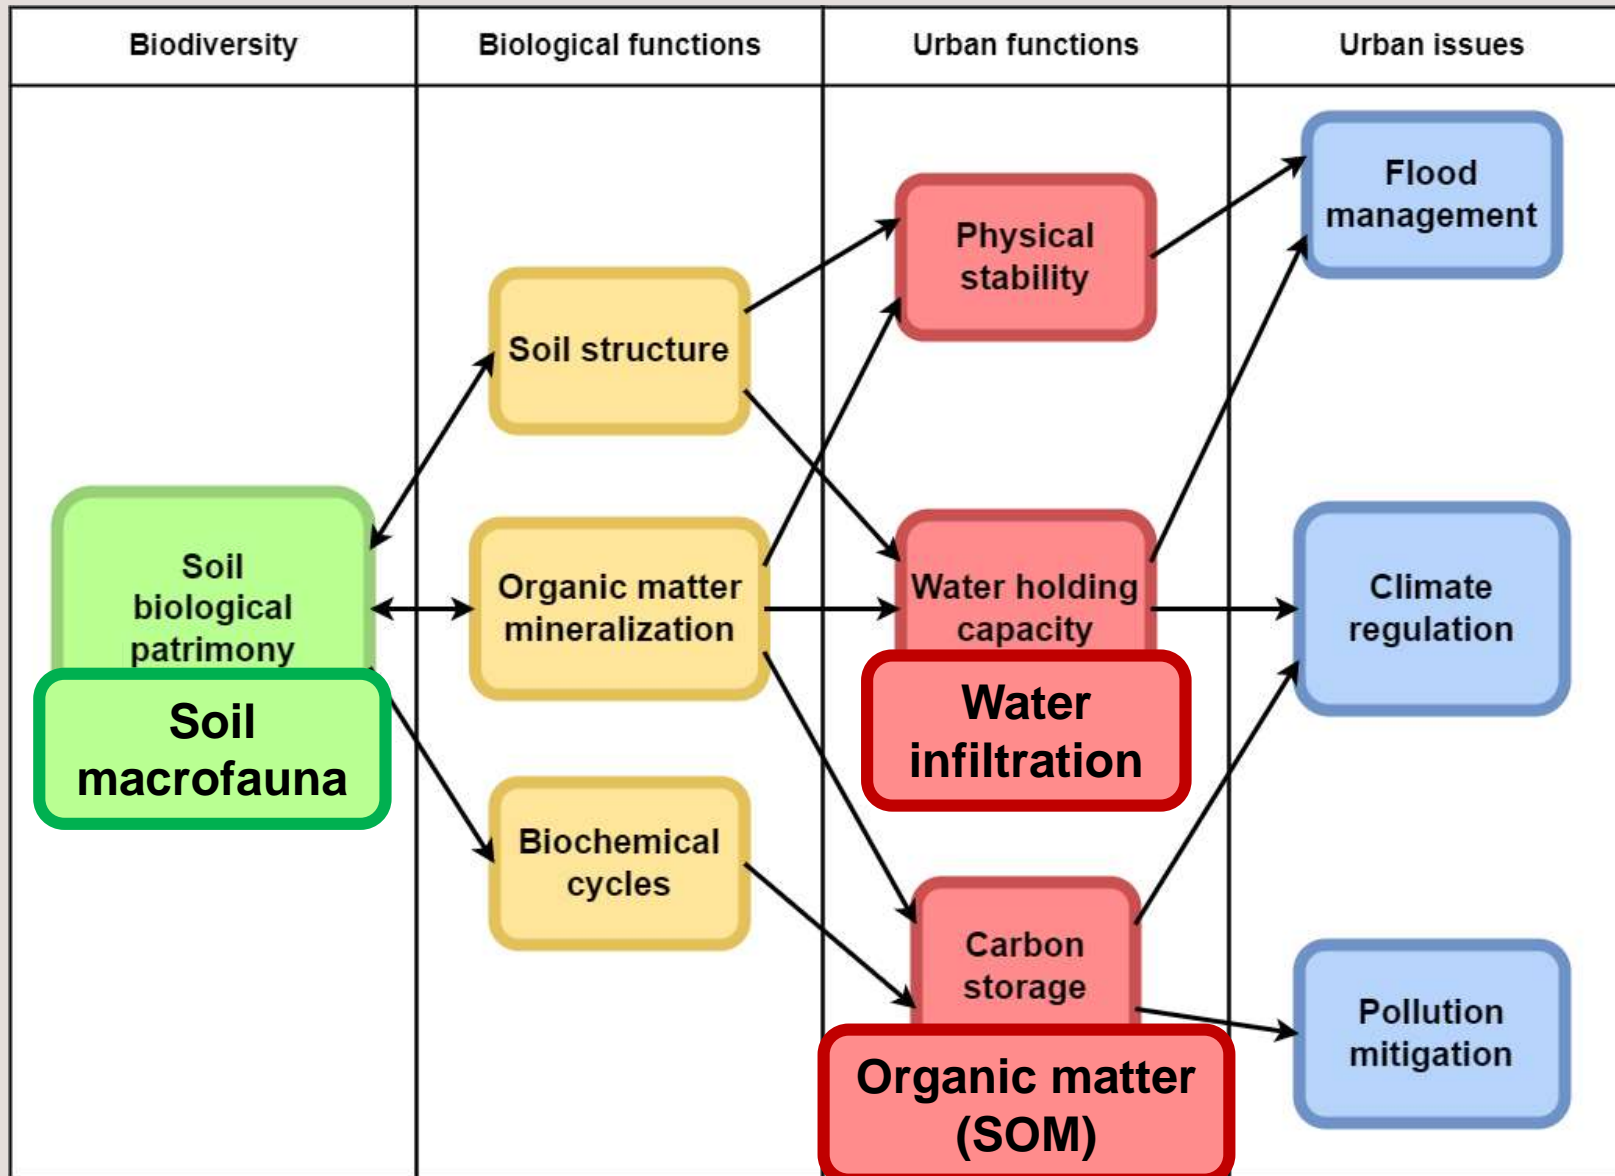 Biodiversity
Biological functions
Urban functions
Urban issues
Soil
biological
patrimony
Soil
macrofauna
Soil structure
Organic matter
mineralization
Biochemical
cycles
Physical
stability
Water holding
capacity
Water
infiltration
Carbon
storage
Organic matter
(SOM)
Flood
management
Climate
regulation
Pollution
mitigation